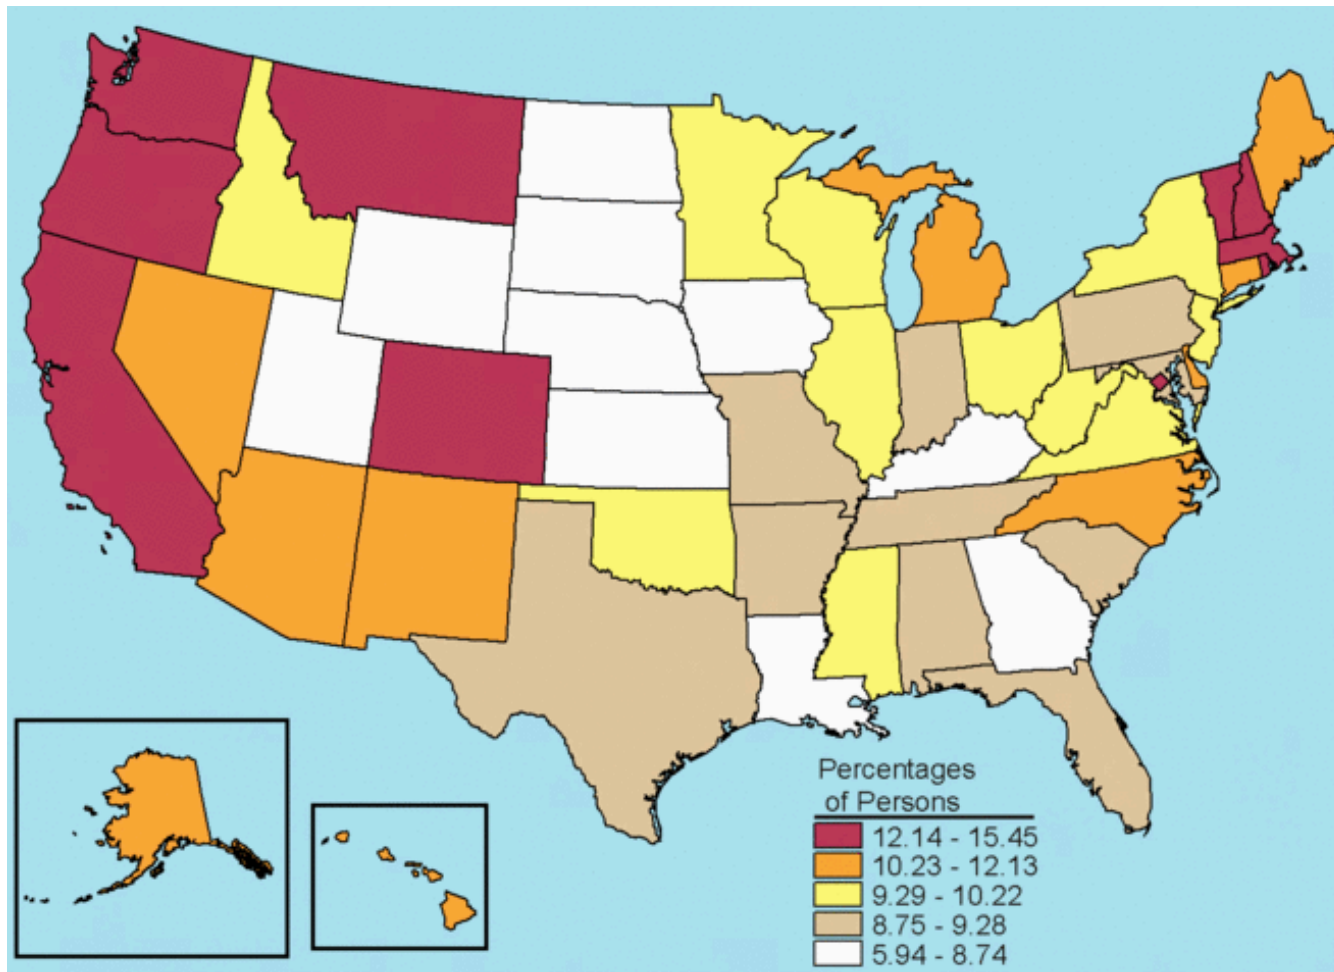 Percentages
of Persons
12.14 - 15.45
10.23 - 12.13
9.29 - 10.22
8.75 - 9.28
5.94 - 8.74